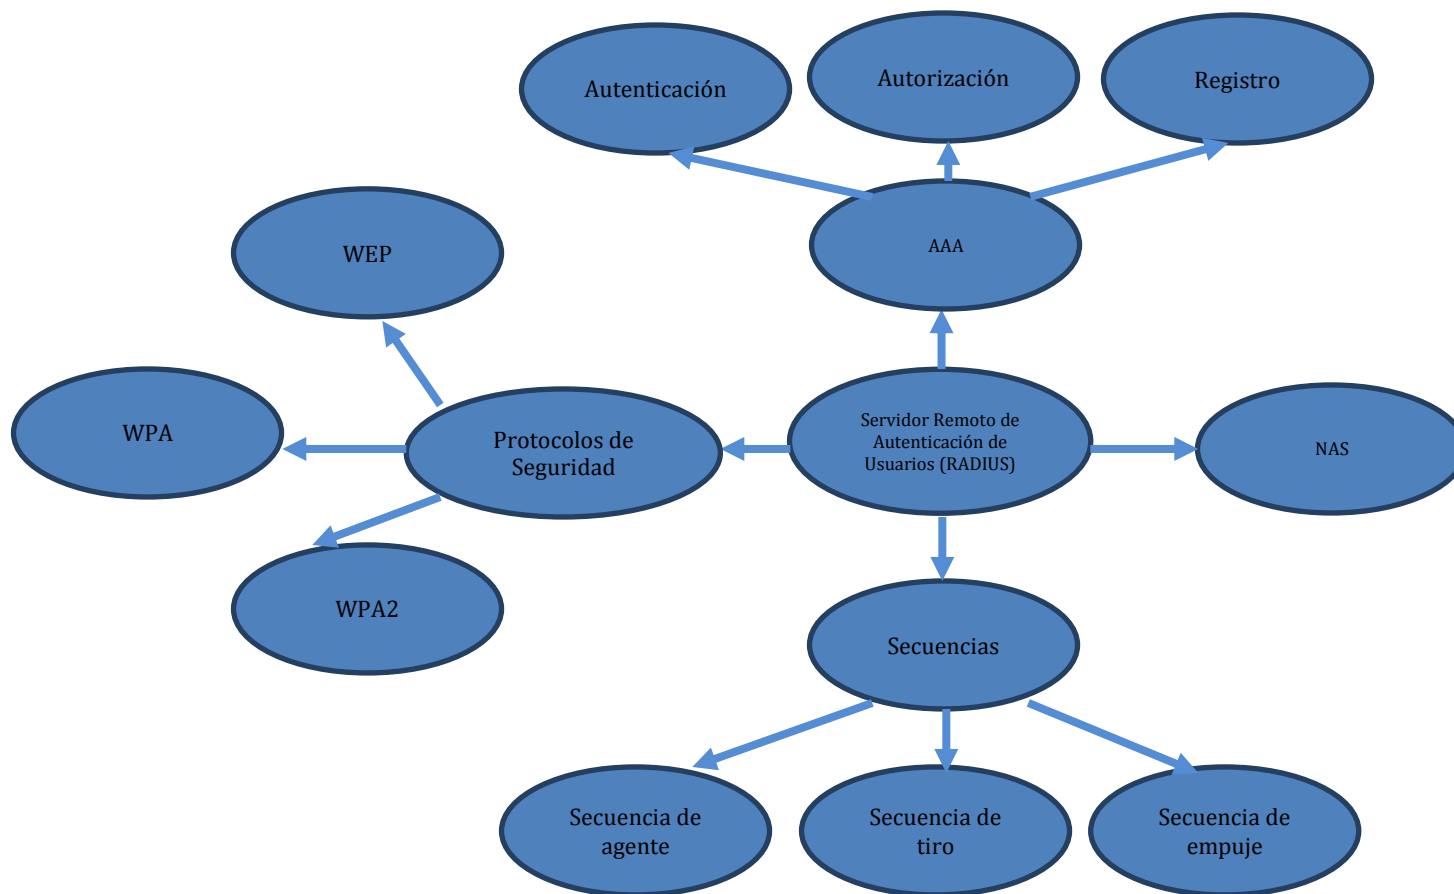 Autenticación
Autorización
Registro
AAA
WEP
WPA
Protocolos de
Seguridad
Servidor Remoto de
Autenticación de
Usuarios (RADIUS)
NAS
WPA2
Secuencias
Secuencia de
agente
Secuencia de
tiro
Secuencia de
empuje